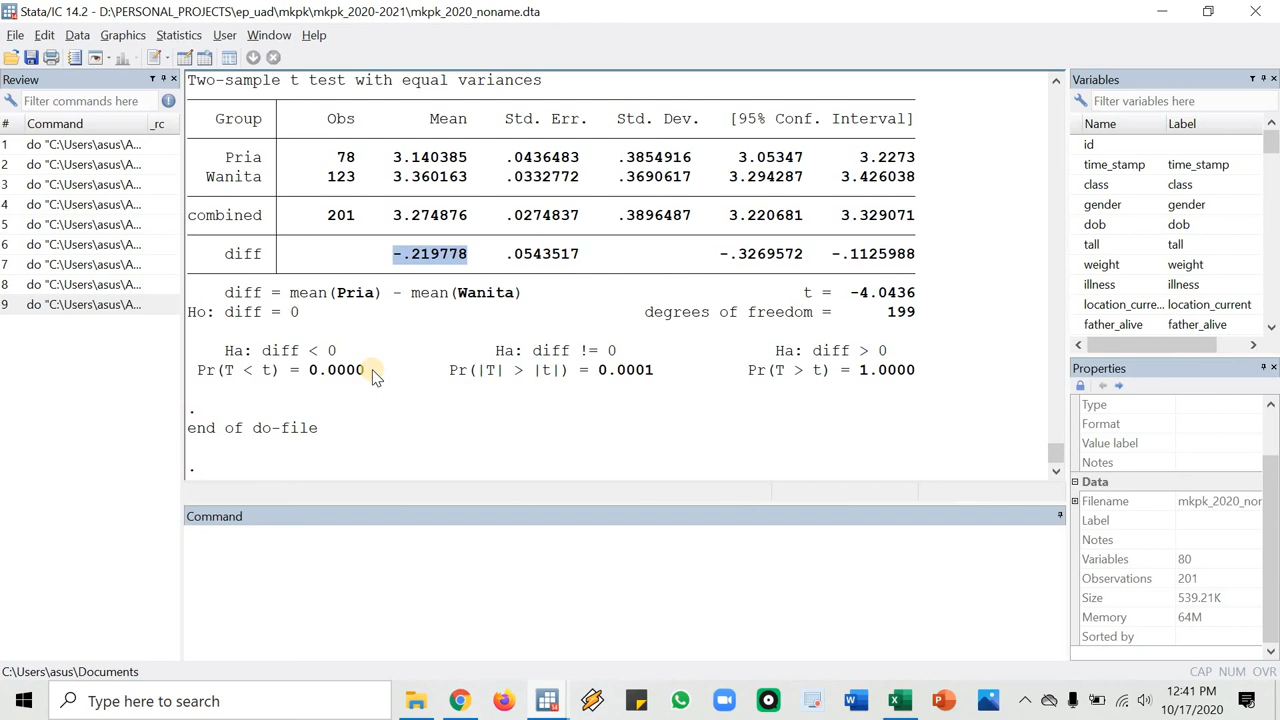 Stata/IC 14.2 - D:\PERSONAL_PROJECTS\ep_uad\mkpk\mkpk_2020-2021\mkpk_2020_noname.dta
File Edit Data Graphics Statistics User Window Help
Review
Filter commands here
# Command _rc
1 do "C:\Users\asus\A...
2 do "C:\Users\asus\A...
3 do "C:\Users\asus\A...
4 do "C:\Users\asus\A...
5 do "C:\Users\asus\A...
6 do "C:\Users\asus\A...
7 do "C:\Users\asus\A...
8 do "C:\Users\asus\A...
9 do "C:\Users\asus\A...
Two-sample t test with equal variances
Group Obs Mean Std. Err. Std. Dev. [95% Conf. Interval]
Pria 78 3.140385 .0436483 .3854916 3.05347 3.2273
Wanita 123 3.360163 .0332772 .3690617 3.294287 3.426038
combined 201 3.274876 .0274837 .3896487 3.220681 3.329071
diff -.219778 .0543517 -.3269572 -.1125988
diff = mean(Pria) - mean(Wanita) t = -4.0436
Ho: diff = 0 degrees of freedom = 199
Ha: diff < 0 Ha: diff != 0 Ha: diff > 0
Pr(T < t) = 0.0000 Pr(|T| > |t|) = 0.0001 Pr(T > t) = 1.0000
.
end of do-file
.
Command
Variables
Filter variables here
Name Label
id
time_stamp time_stamp
class class
gender gender
dob dob
tall tall
weight weight
illness illness
location_curre... location_current
father_alive father_alive
Properties
Type
Format
Value label
Notes
Data
Filename mkpk_2020_nor
Label
Notes
Variables 80
Observations 201
Size 539.21K
Memory 64M
Sorted by
C:\Users\asus\Documents
CAP NUM OVR
Type here to search
12:41 PM
10/17/2020